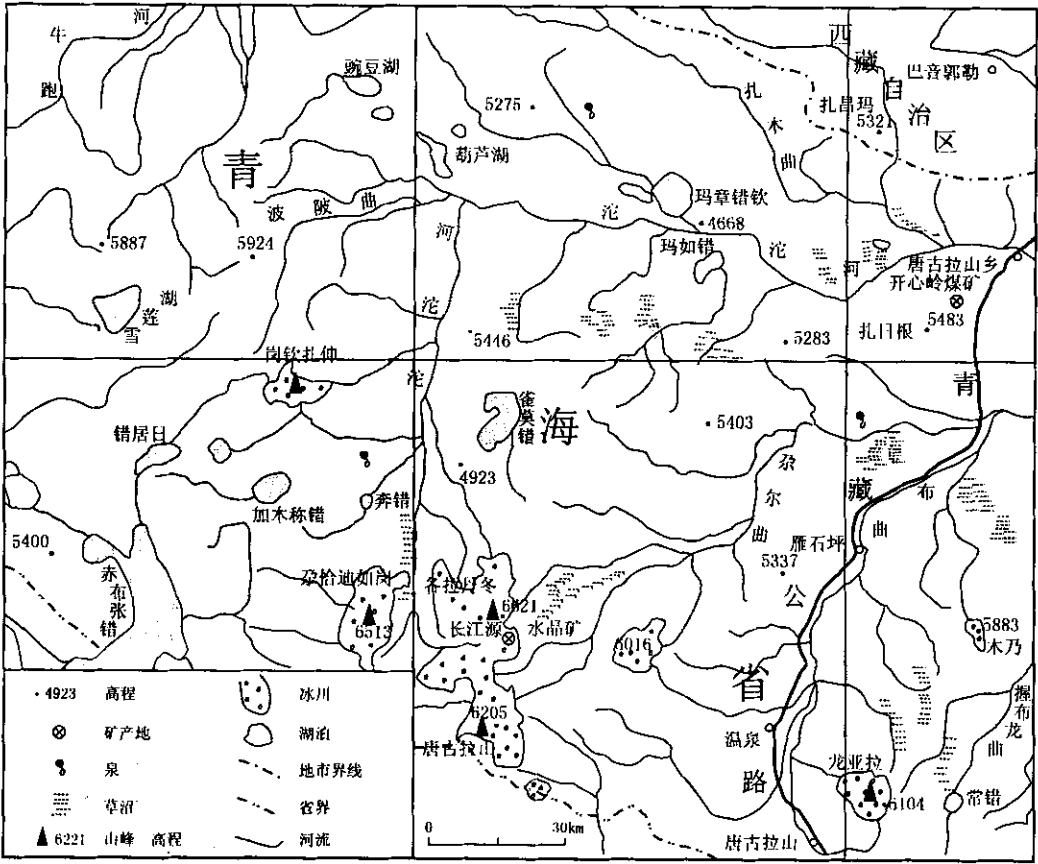 牛跑河
豌豆湖
5275
西藏自治区
巴音郭勒
扎木曲
扎昌玛
5321
青海省
葫芦湖
波陂曲
沱沱河
玛章错钦
4668
沱沱河
玛如错
唐古拉山乡
开心岭煤矿
5887
5924
雪莲湖
5446
5283
扎日根
5483
岗钦扎仲
雀莫错
5403
青藏公路
错居日
4923
加木称错
奔错
尕尔曲
布曲
雁石坪
5400
赤布张错
尕恰迪如岗
6513
各拉丹冬
6621
长江源
水晶矿
5337
6016
5883
木乃
6205
唐古拉山
温泉
握布龙曲
龙亚拉
6104
常错
唐古拉山
·4923 高程
冰川
矿产地
湖泊
泉
地市界线
草沼
省界
6221 山峰 高程
河流
0 30km